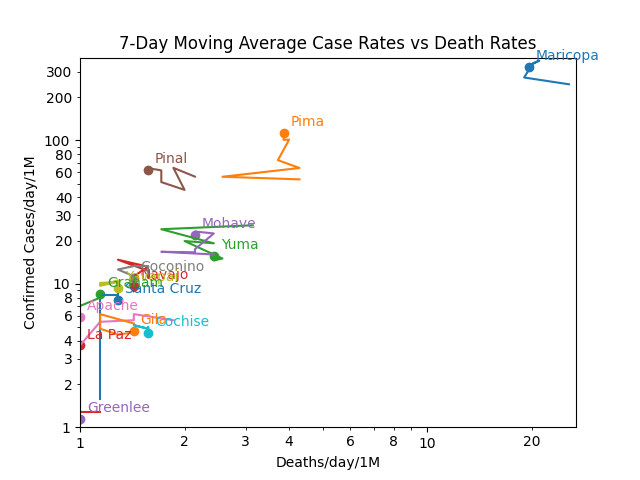 7-Day Moving Average Case Rates vs Death Rates
Maricopa
300
200
Pima
100
80
Pinal
60
40
30
Mohave
20
Yuma
Coconino
Navajo
10
Graham
8
Santa Cruz
6
Apache
Gila
Cochise
4
La Paz
3
2
Greenlee
1
Confirmed Cases/day/1M
1
2
3
4
6
8
10
20
Deaths/day/1M